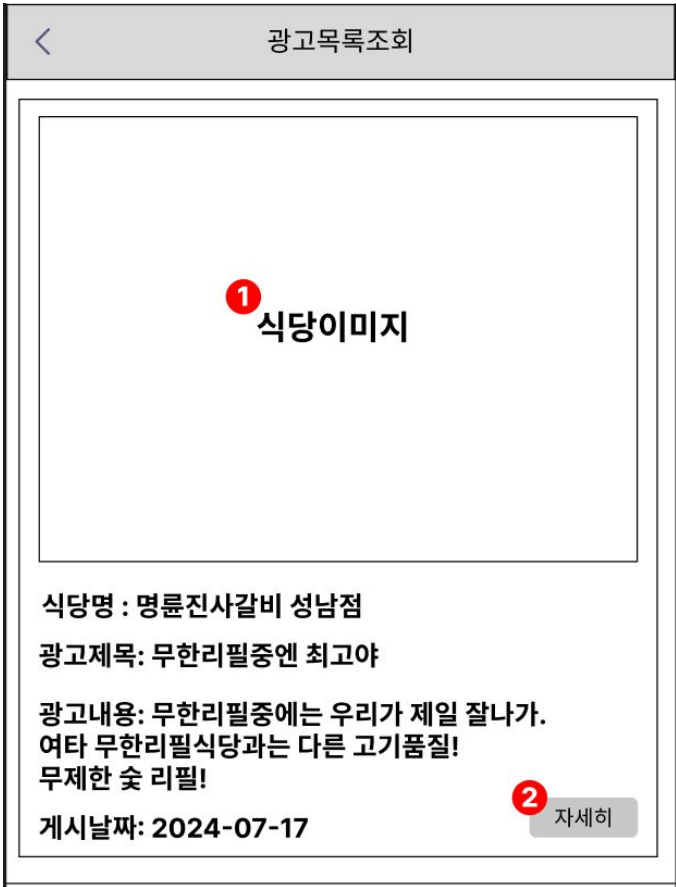 광고목록조회
1
식당이미지
식당명 : 명륜진사갈비 성남점
광고제목: 무한리필중엔 최고야
광고내용: 무한리필중에는 우리가 제일 잘나가.
여타 무한리필식당과는 다른 고기품질!
무제한 숯 리필!
2
자세히
게시날짜: 2024-07-17